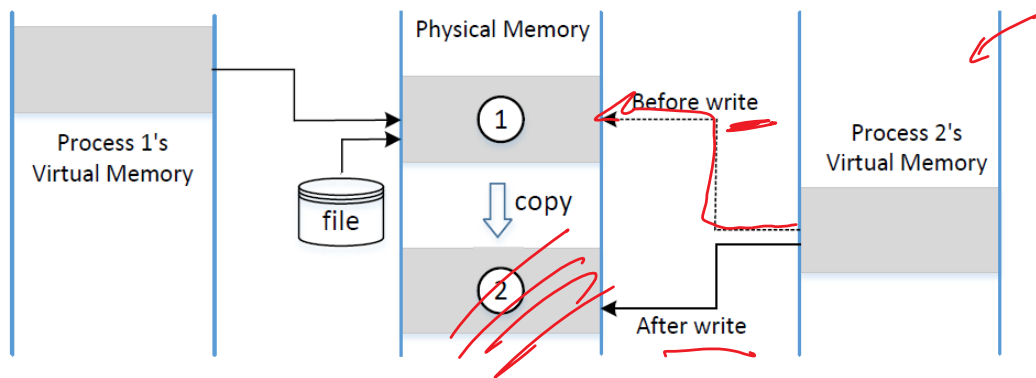 Physical Memory
1
Before write
Process 1's
Virtual Memory
Process 2's
Virtual Memory
file
copy
2
After write